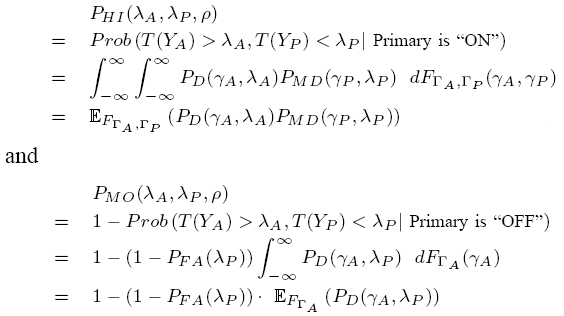 P_{HI}(λ_A, λ_P, ρ)
= Prob (T(Y_A) > λ_A, T(Y_P) < λ_P| Primary is “ON”)
= ∫_{-∞}^{∞} ∫_{-∞}^{∞} P_D(γ_A, λ_A)P_{MD}(γ_P, λ_P) dF_{Γ_A,Γ_P}(γ_A, γ_P)
= 𝔼_{F_{Γ_A,Γ_P}} (P_D(γ_A, λ_A)P_{MD}(γ_P, λ_P))
and
P_{MO}(λ_A, λ_P, ρ)
= 1 − Prob (T(Y_A) > λ_A, T(Y_P) < λ_P| Primary is “OFF”)
= 1 − (1 − P_{FA}(λ_P)) ∫_{-∞}^{∞} P_D(γ_A, λ_P) dF_{Γ_A}(γ_A)
= 1 − (1 − P_{FA}(λ_P)) · 𝔼_{F_{Γ_A}} (P_D(γ_A, λ_P))